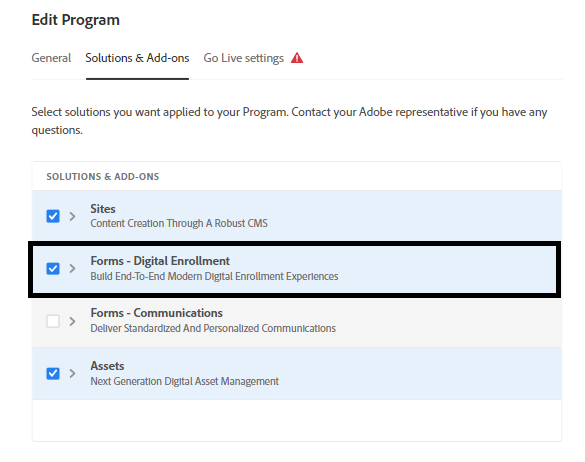 Edit Program
General Solutions & Add-ons Go Live settings
Select solutions you want applied to your Program. Contact your Adobe representative if you have any
questions.
SOLUTIONS & ADD-ONS
Sites
Content Creation Through A Robust CMS
Forms - Digital Enrollment
Build End-To-End Modern Digital Enrollment Experiences
Forms - Communications
Deliver Standardized And Personalized Communications
Assets
Next Generation Digital Asset Management